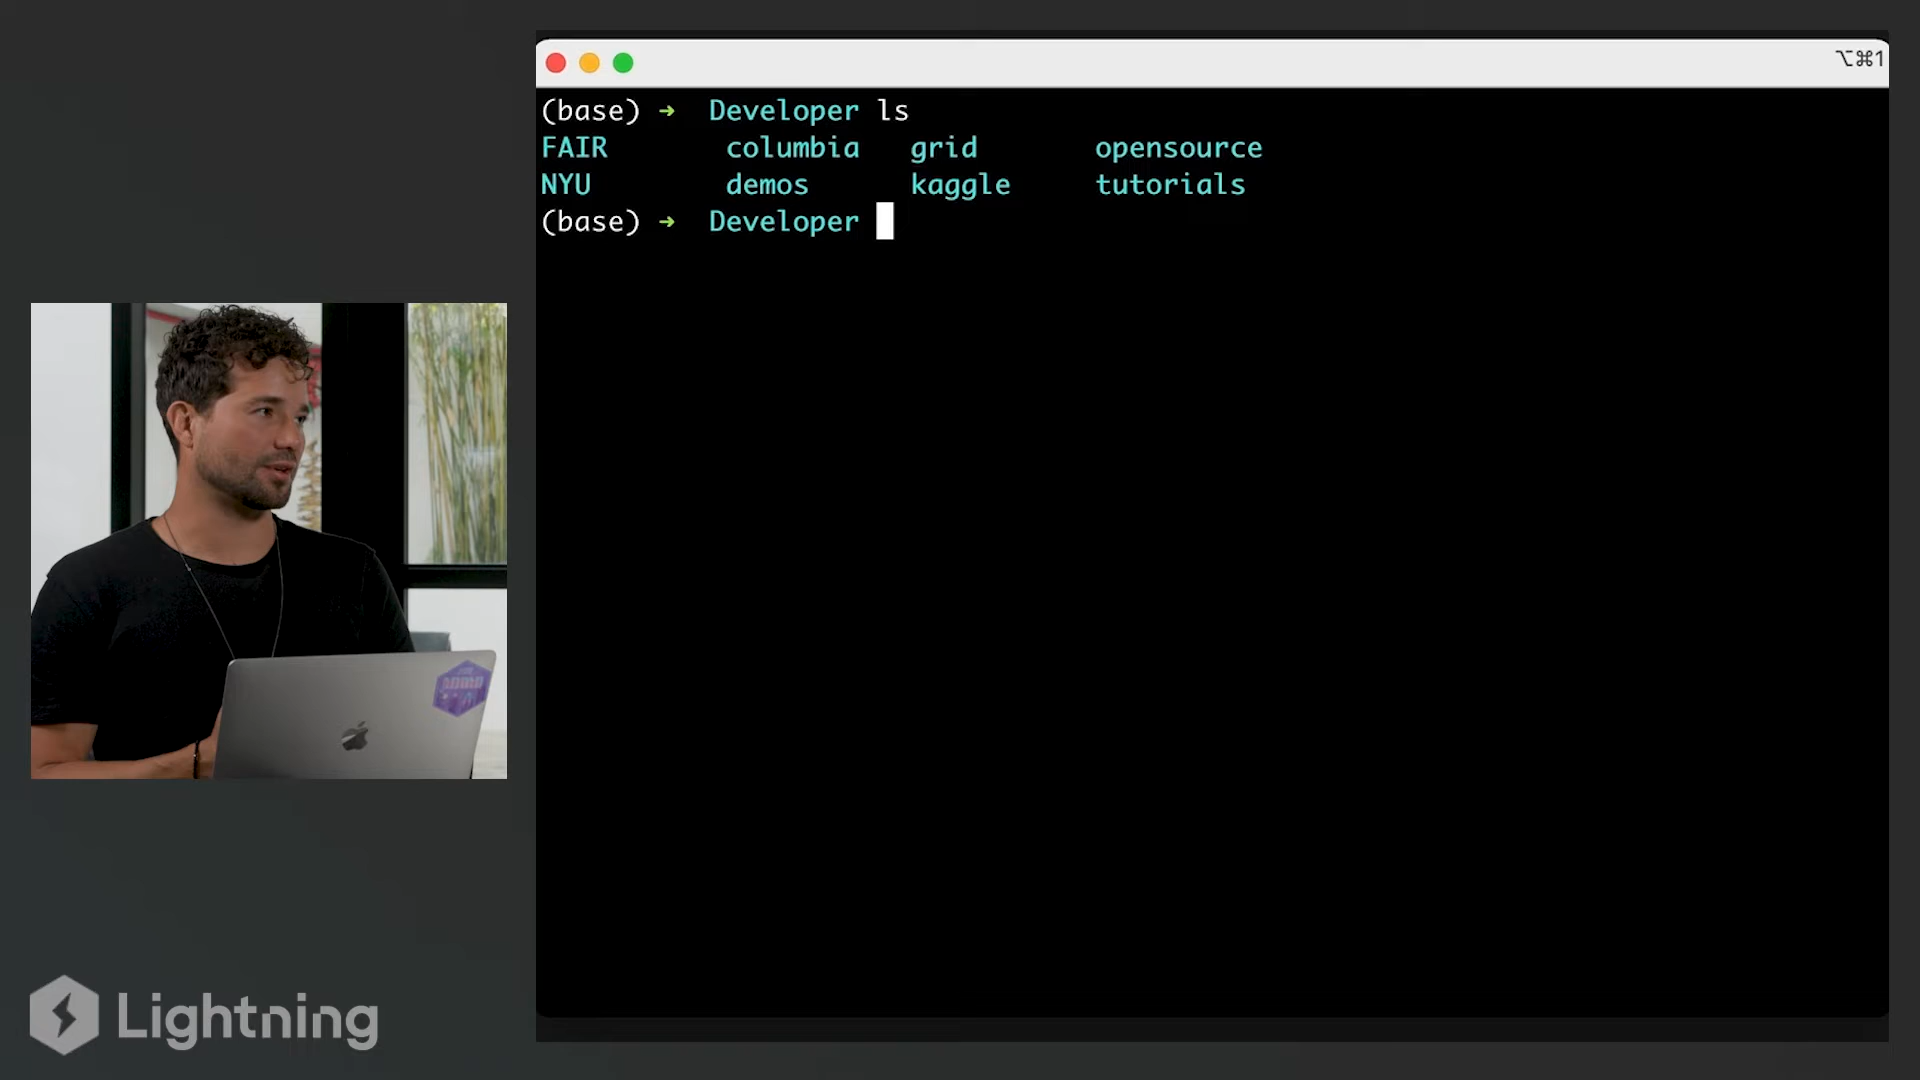 ⌥⌘1
(base) → Developer ls
FAIR columbia grid opensource
NYU demos kaggle tutorials
(base) → Developer
Lightning